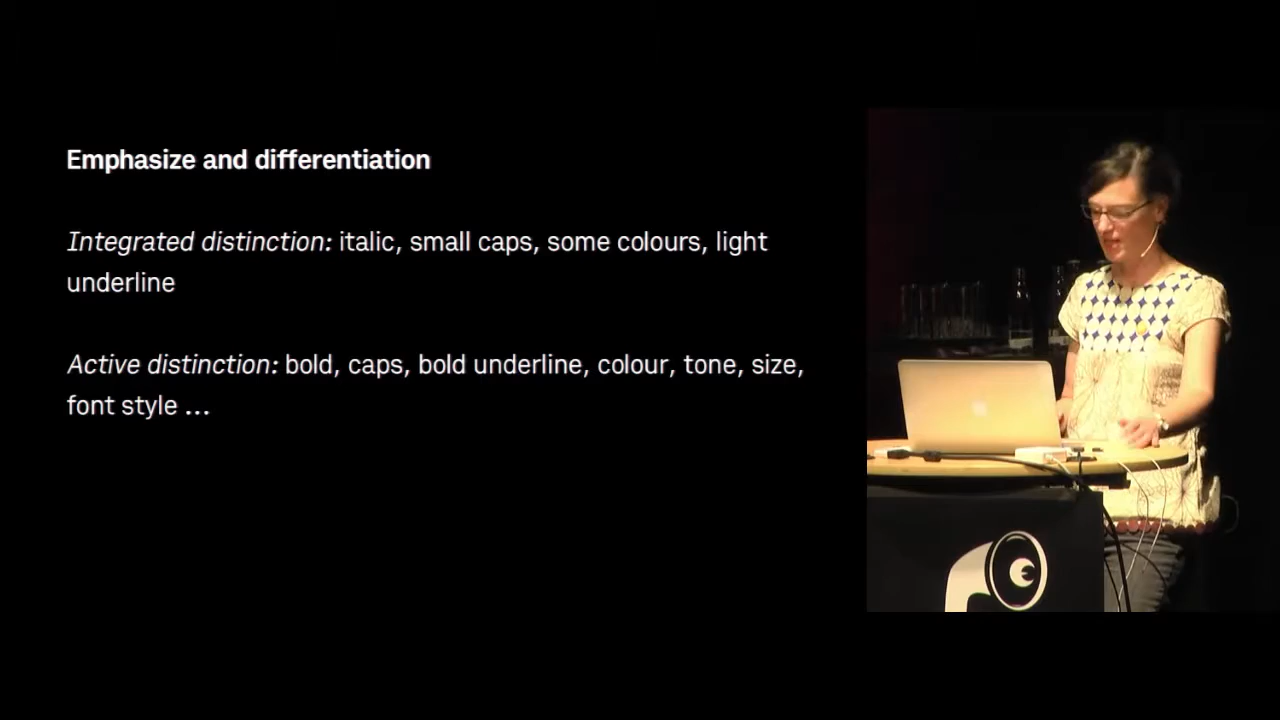 Emphasize and differentiation
Integrated distinction: italic, small caps, some colours, light
underline
Active distinction: bold, caps, bold underline, colour, tone, size,
font style ...